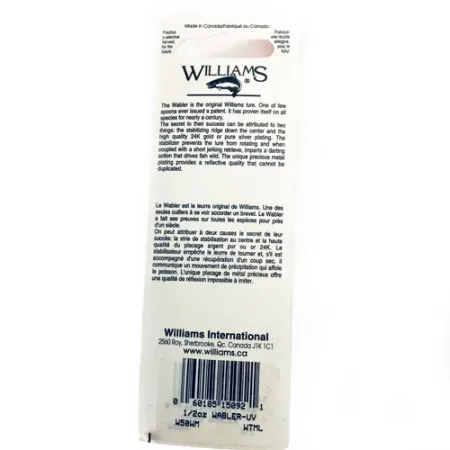 Made in Canada/Fabriqué au Canada
Practice
a selective
harvest,
for the
future
Pratiquer
une récolte
sélective,
pour le
futur
WILLIAMS
®
The Wabler is the original Williams lure. One of few
spoons ever issued a patent. It has proven itself on all
species for nearly a century.
The secret to their success can be attributed to two
things: the stabilizing ridge down the center and the
high quality 24K gold or pure silver plating. The
stabilizer prevents the lure from rotating and when
coupled with a short jerking retrieve, imparts a darting
action that drives fish wild. The unique precious metal
plating provides a reflective quality that cannot be
duplicated.
Le Wabler est le leurre original de Williams. Une des
seules cuillers à se voir accorder un brevet. Le Wabler
a fait ses preuves sur toutes les espèces pour près
d'un siècle.
On peut attribuer à deux causes le secret de leur
succès: la strie de stabilisation au centre et la haute
qualité du placage argent pur ou or 24K. Le
stabilisateur empêche le leurre de tourner et, s'il est
accompagné d'une récupération d'un coup sec, il
communique un mouvement de précipitation qui affole
le poisson. L'unique placage de métal précieux offre
une qualité de réflexion impossible à imiter.
Williams International
2560 Roy, Sherbrooke, Qc. Canada J1K 1C1
www.williams.ca
0 60185 15092 1
1/2oz WABLER-UV
W50WM WTML